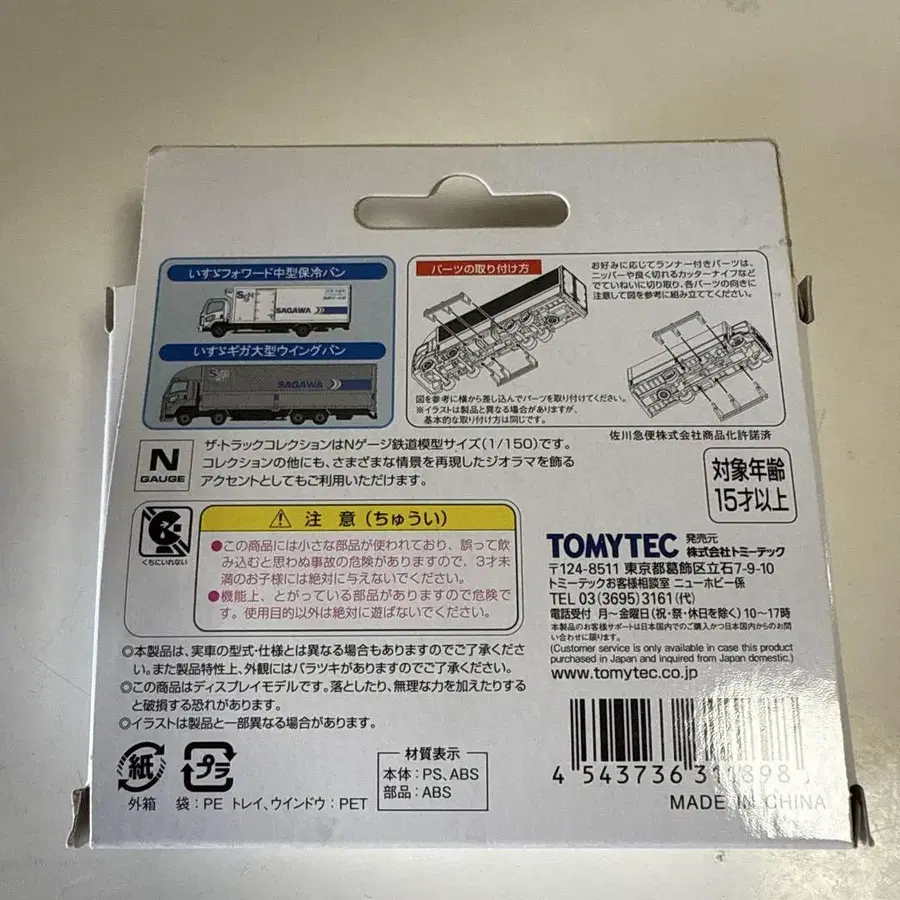 いすゞフォワード中型保冷バン
SGH
SAGAWA
いすゞギガ大型ウイングバン
SAGAWA
パーツの取り付け方
お好みに応じてランナー付きパーツは、
ニッパーや良く切れるカッターナイフなど
でていねいに切り取り、各パーツの向きに
注意して図を参考に組み立ててください。
図を参考に横から差し込んでパーツを取り付けてください。
※イラストは製品と異なる場合がありますが、
基本的な取り付け方は同じです。
佐川急便株式会社商品化許諾済
N
GAUGE
ザ・トラックコレクションはNゲージ鉄道模型サイズ(1/150)です。
コレクションの他にも、さまざまな情景を再現したジオラマを飾る
アクセントとしてもご利用いただけます。
対象年齢
15才以上
くちにいれない
注 意 (ちゅうい)
●この商品には小さな部品が使われており、誤って飲
み込むと思わぬ事故の危険がありますので、3才未
満のお子様には絶対に与えないでください。
●機能上、とがっている部品がありますので危険で
す。使用目的以外は絶対に遊ばないでください。
◎本製品は、実車の型式・仕様とは異なる場合もありますのでご了承下さ
い。また製品特性上、外観にはバラツキがありますのでご了承ください。
◎この商品はディスプレイモデルです。落としたり、無理な力を加えたりする
と破損する恐れがあります。
◎イラストは製品と一部異なる場合があります。
TOMYTEC 発売元 株式会社トミーテック
〒124-8511 東京都葛飾区立石7-9-10
トミーテックお客様相談室 ニューホビー係
TEL 03(3695)3161(代)
電話受付 月～金曜日(祝・祭・休日を除く)10～17時
本製品のお客様サポートは日本国内でのご購入かつ日本国内からのお問
い合わせに限ります。
(Customer service is only available in case this product
purchased in Japan and inquired from Japan domestic.)
www.tomytec.co.jp
紙
外箱
プラ
袋:PE トレイ、ウインドウ:PET
材質表示
本体:PS、ABS
部品:ABS
4 543736 311898
MADE IN CHINA